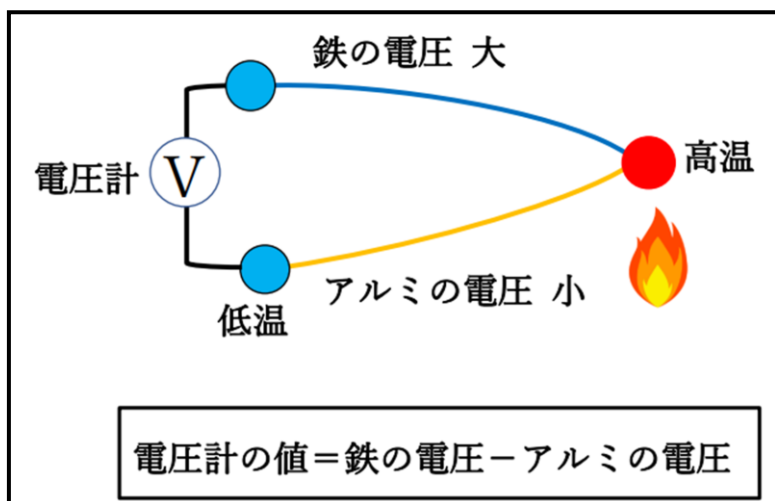 鉄の電圧 大
電圧計
V
高温
アルミの電圧 小
低温
電圧計の値＝鉄の電圧－アルミの電圧